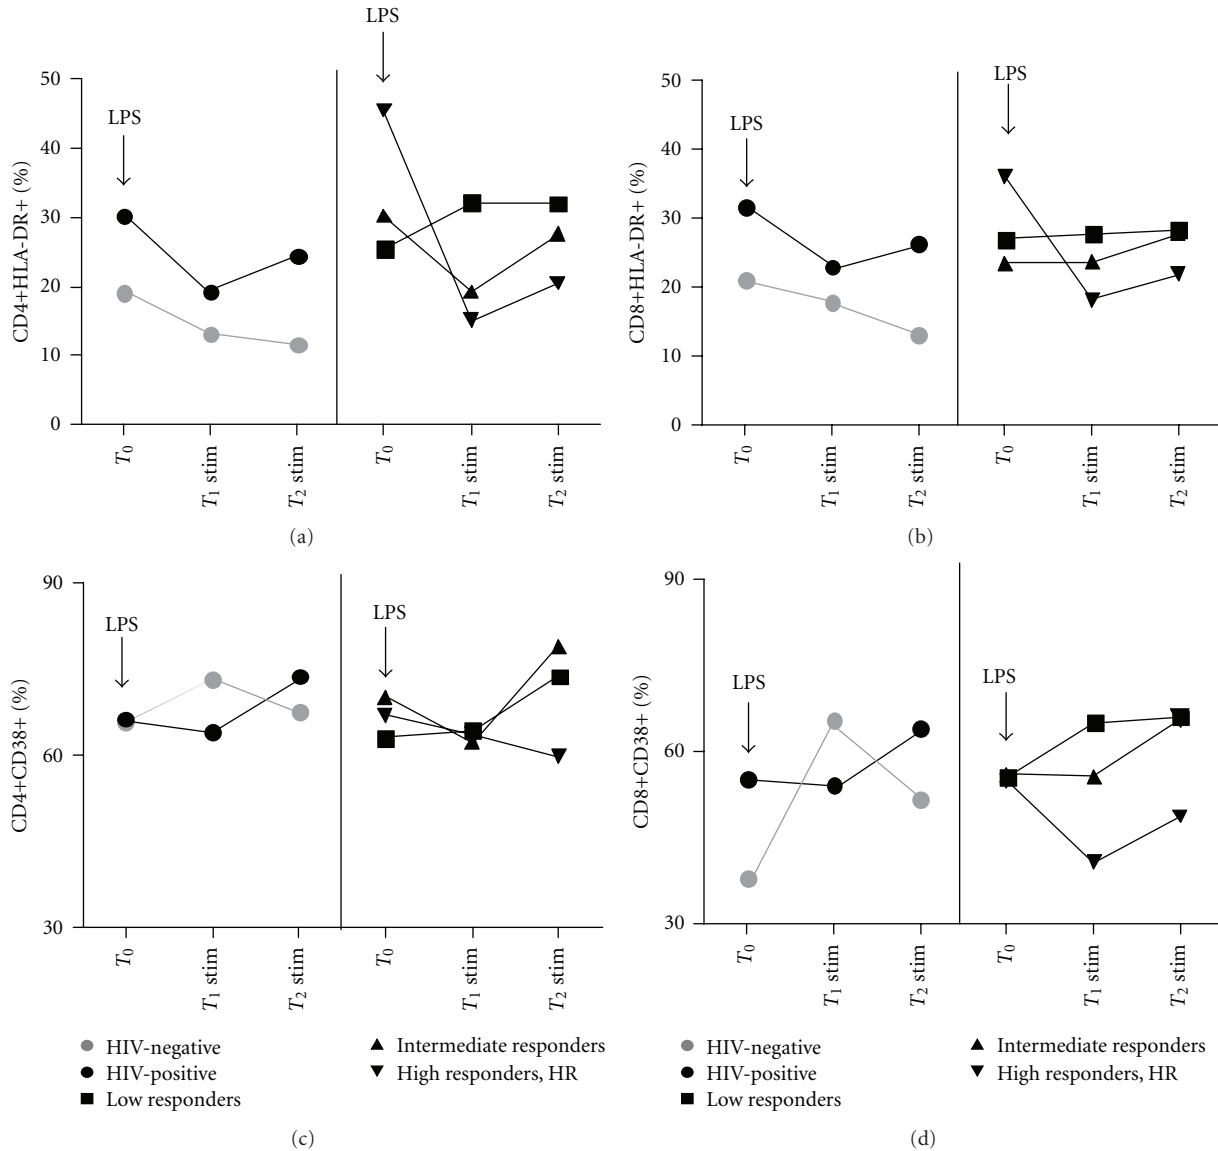 LPS
LPS
50
40
30
20
10
0
CD4+HLA-DR+ (%)
T0
T1 stim
T2 stim
T0
T1 stim
T2 stim
(a)
LPS
LPS
50
40
30
20
10
0
CD8+HLA-DR+ (%)
T0
T1 stim
T2 stim
T0
T1 stim
T2 stim
(b)
LPS
LPS
90
60
30
CD4+CD38+ (%)
T0
T1 stim
T2 stim
T0
T1 stim
T2 stim
HIV-negative
HIV-positive
Low responders
Intermediate responders
High responders, HR
(c)
LPS
LPS
90
60
30
CD8+CD38+ (%)
T0
T1 stim
T2 stim
T0
T1 stim
T2 stim
HIV-negative
HIV-positive
Low responders
Intermediate responders
High responders, HR
(d)